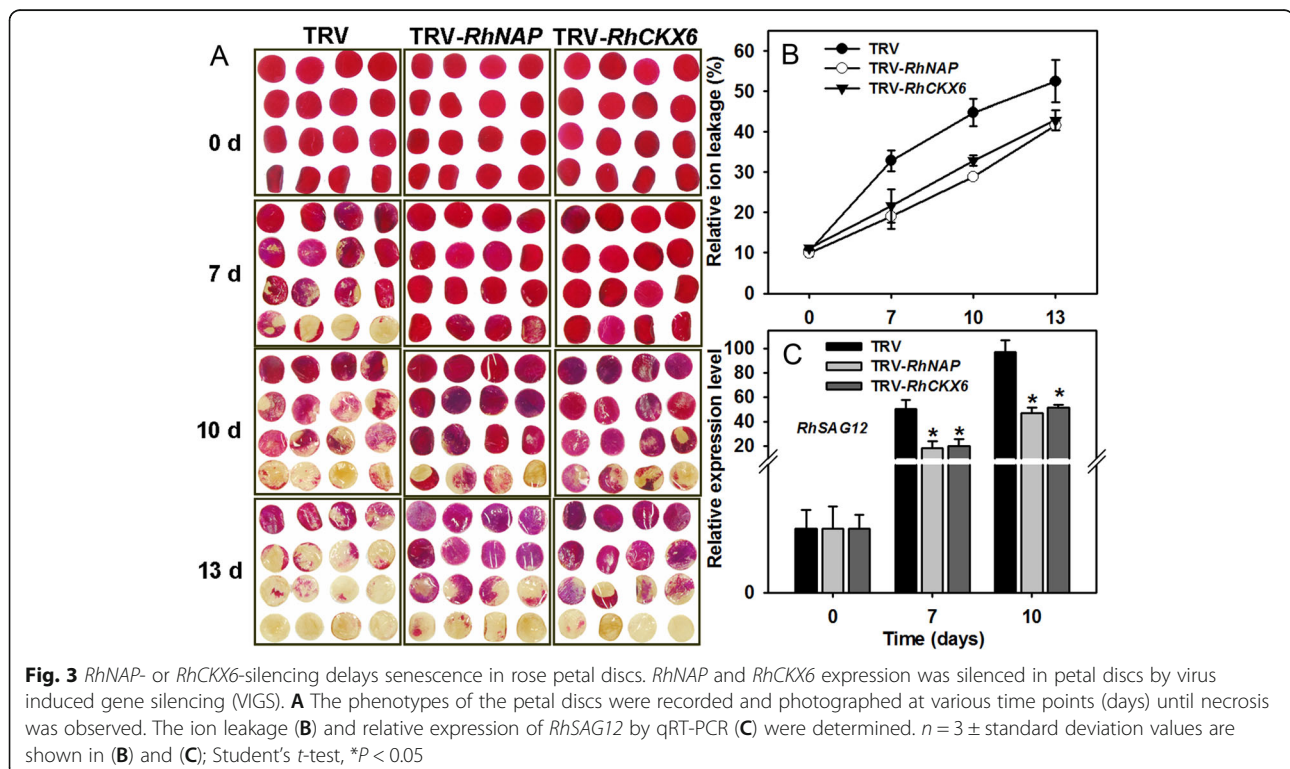 A
TRV
TRV-RhNAP
TRV-RhCKX6
0 d
7 d
10 d
13 d
B
TRV
TRV-RhNAP
TRV-RhCKX6
Relative ion leakage (%)
60
50
40
30
20
10
0
0 7 10 13
C
TRV
TRV-RhNAP
TRV-RhCKX6
RhSAG12
Relative expression level
100
80
60
40
20
0
* *
* *
0 7 10
Time (days)
Fig. 3 RhNAP- or RhCKX6-silencing delays senescence in rose petal discs. RhNAP and RhCKX6 expression was silenced in petal discs by virus
induced gene silencing (VIGS). A The phenotypes of the petal discs were recorded and photographed at various time points (days) until necrosis
was observed. The ion leakage (B) and relative expression of RhSAG12 by qRT-PCR (C) were determined. n = 3 ± standard deviation values are
shown in (B) and (C); Student's t-test, *P < 0.05